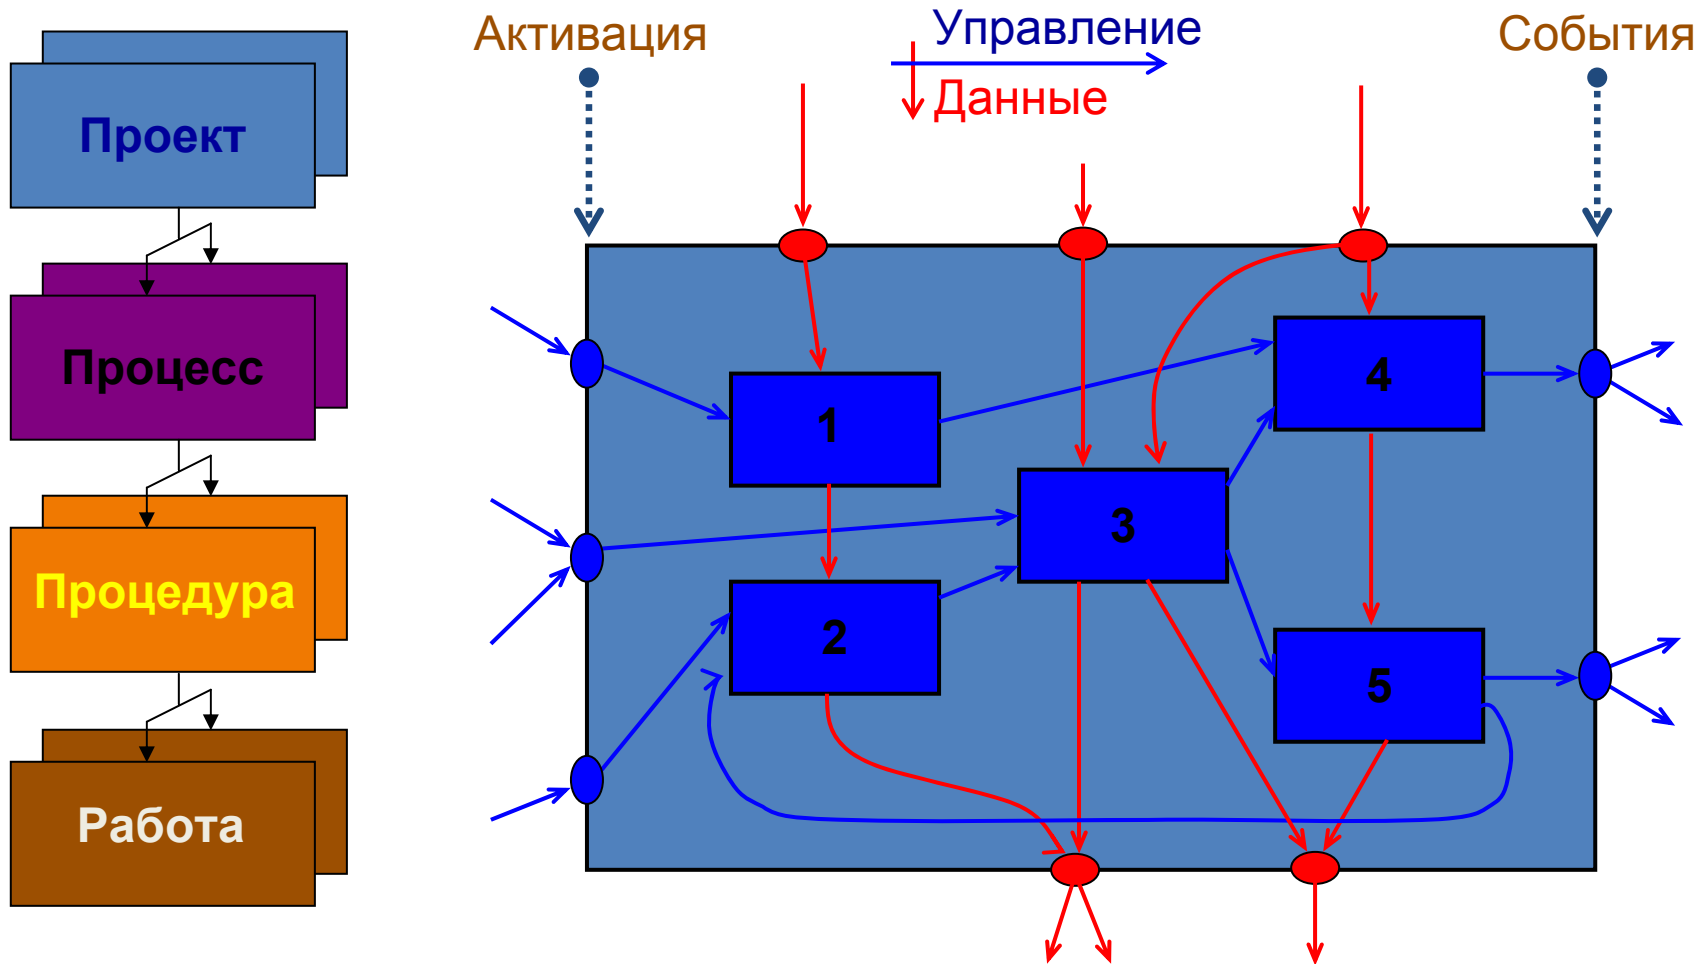 Активация
Управление
События
Данные
Проект
Процесс
4
1
3
Процедура
2
5
Работа